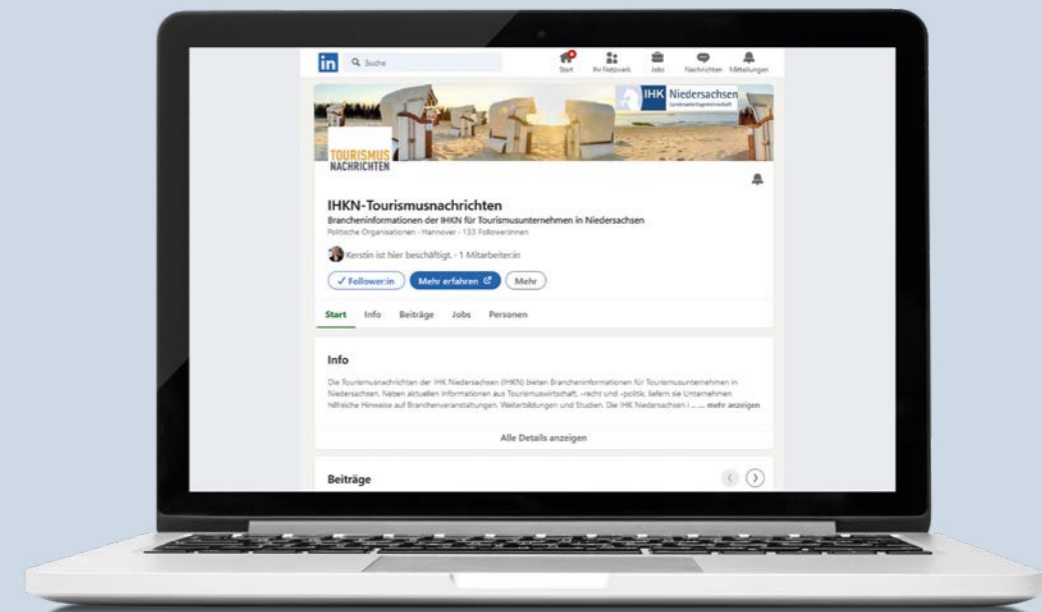 in
Suche
Start
Ihr Netzwerk
Jobs
Nachrichten
Mitteilungen
IHK Niedersachsen
Landesarbeitsgemeinschaft
TOURISMUS
NACHRICHTEN
IHKN-Tourismusnachrichten
Brancheninformationen der IHKN für Tourismusunternehmen in Niedersachsen
Politische Organisationen · Hannover · 133 Follower:innen
Kerstin ist hier beschäftigt. · 1 Mitarbeiter:in
Follower:in
Mehr erfahren
Mehr
Start Info Beiträge Jobs Personen
Info
Die Tourismusnachrichten der IHK Niedersachsen (IHKN) bieten Brancheninformationen für Tourismusunternehmen in
Niedersachsen. Neben aktuellen Informationen aus Tourismuswirtschaft, -recht und -politik, liefern sie Unternehmen
hilfreiche Hinweise auf Branchenveranstaltungen, Weiterbildungen und Studien. Die IHK Niedersachsen i ... ... mehr anzeigen
Alle Details anzeigen
Beiträge